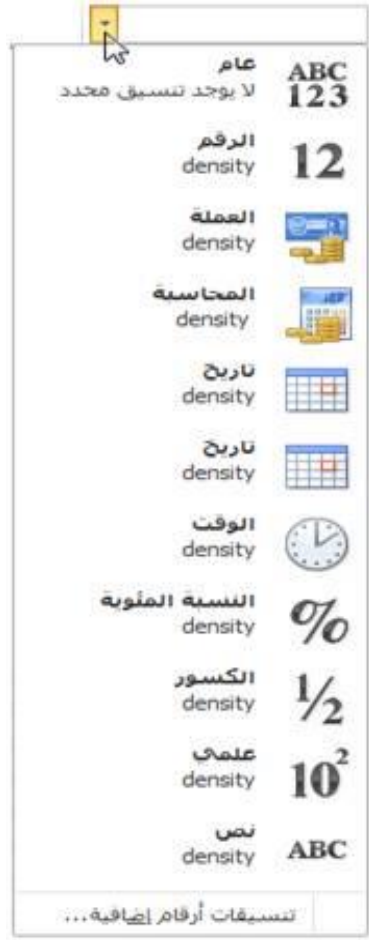 عام
لا يوجد تنسيق محدد
ABC
123
الرقم
density
12
العملة
density
المحاسبة
density
تاريخ
density
تاريخ
density
الوقت
density
النسبة المئوية
density
%
الكسور
density
½
علمي
density
10²
نص
density
ABC
تنسيقات أرقام إضافية...